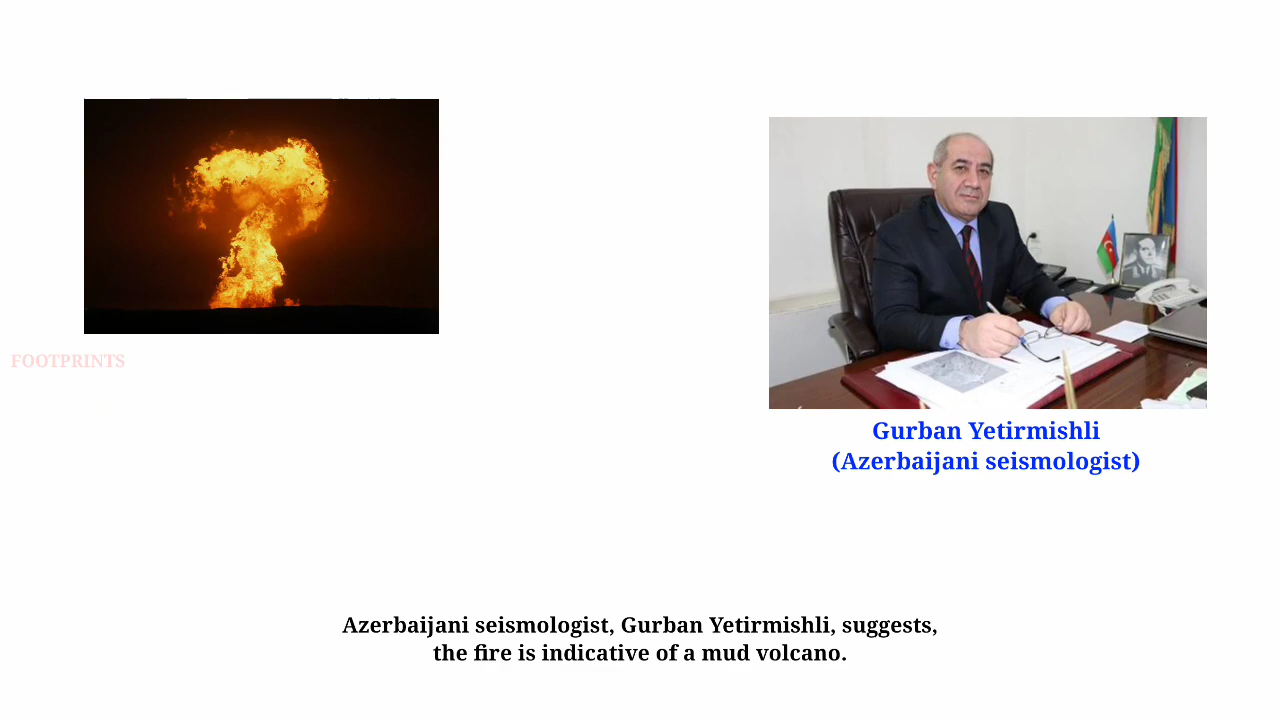 FOOTPRINTS
Gurban Yetirmishli
(Azerbaijani seismologist)
Azerbaijani seismologist, Gurban Yetirmishli, suggests,
the fire is indicative of a mud volcano.